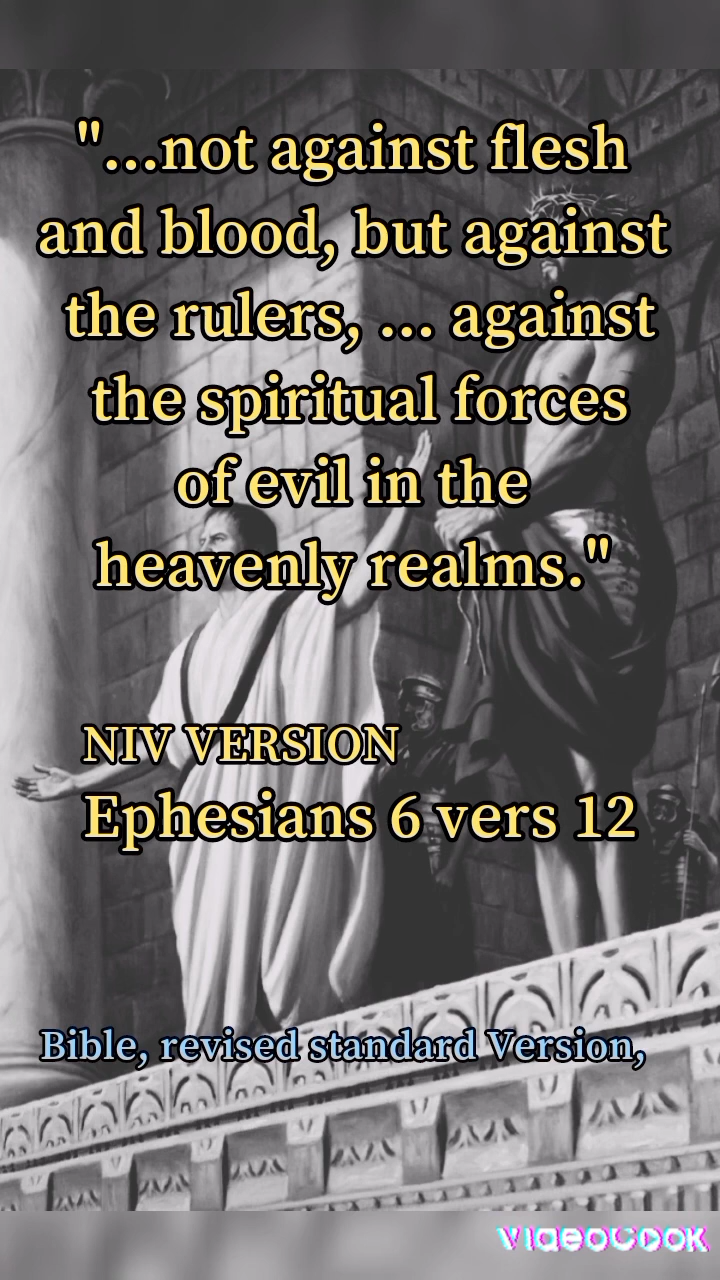 "...not against flesh
and blood, but against
the rulers, ... against
the spiritual forces
of evil in the
heavenly realms."
NIV VERSION
Ephesians 6 vers 12
Bible, revised standard Version,
VIDEOCOOK